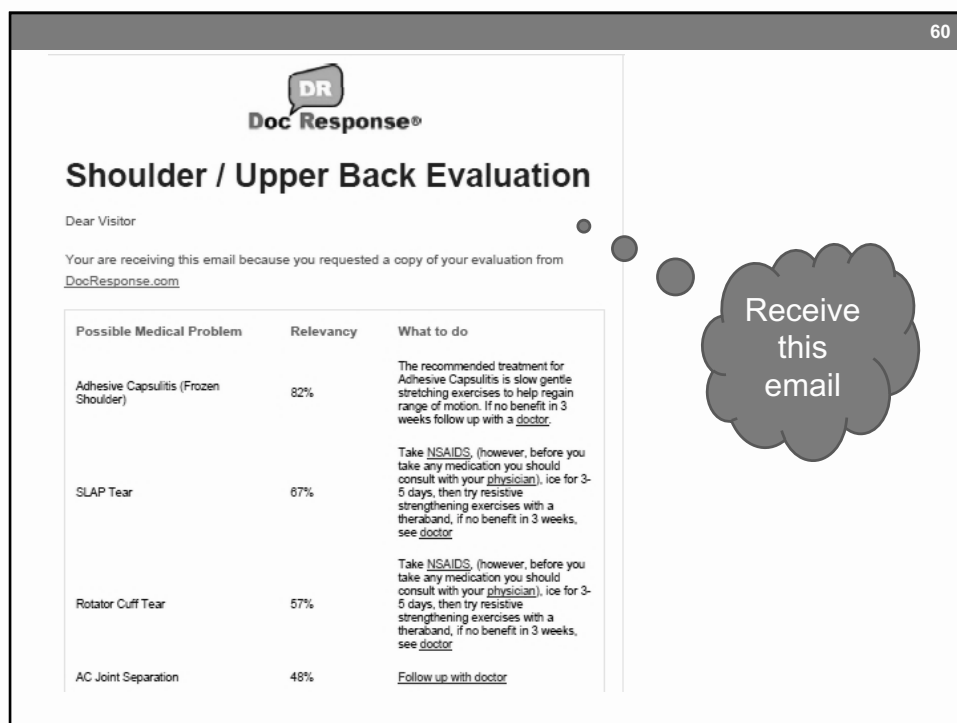 60
DR
Doc Response®
Shoulder / Upper Back Evaluation
Dear Visitor
Your are receiving this email because you requested a copy of your evaluation from
DocResponse.com
Possible Medical Problem Relevancy What to do
Adhesive Capsulitis (Frozen
Shoulder)
82%
The recommended treatment for
Adhesive Capsulitis is slow gentle
stretching exercises to help regain
range of motion. If no benefit in 3
weeks follow up with a doctor.
SLAP Tear
67%
Take NSAIDS, (however, before you
take any medication you should
consult with your physician), ice for 3-
5 days, then try resistive
strengthening exercises with a
theraband, if no benefit in 3 weeks,
see doctor
Rotator Cuff Tear
57%
Take NSAIDS, (however, before you
take any medication you should
consult with your physician), ice for 3-
5 days, then try resistive
strengthening exercises with a
theraband, if no benefit in 3 weeks,
see doctor
AC Joint Separation
48%
Follow up with doctor
Receive
this
email